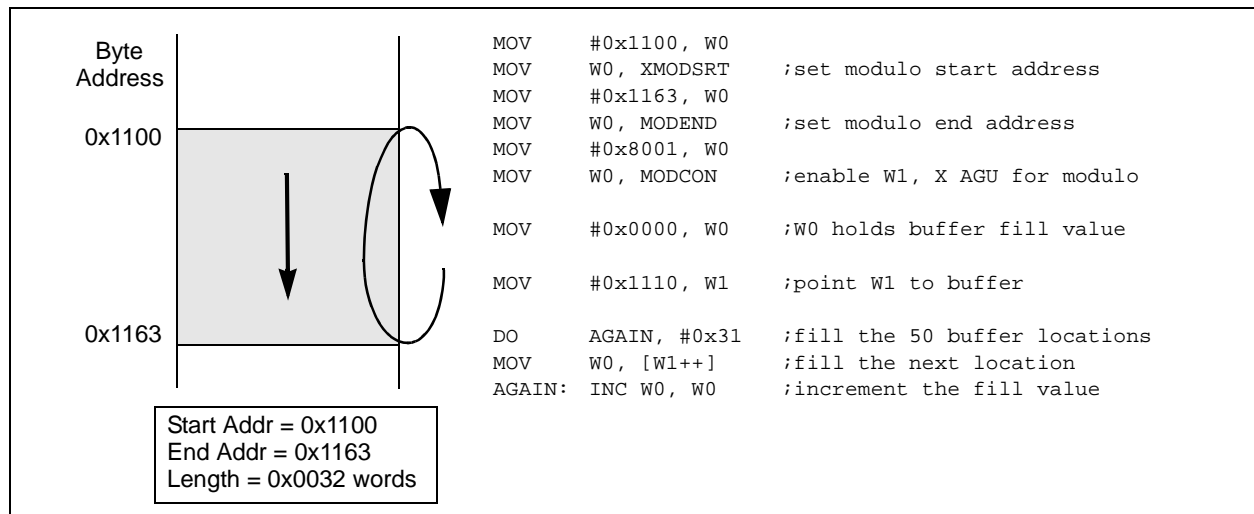 Byte
Address
0x1100
0x1163
Start Addr = 0x1100
End Addr = 0x1163
Length = 0x0032 words
MOV #0x1100, W0
MOV W0, XMODSRT ;set modulo start address
MOV #0x1163, W0
MOV W0, MODEND ;set modulo end address
MOV #0x8001, W0
MOV W0, MODCON ;enable W1, X AGU for modulo
MOV #0x0000, W0 ;W0 holds buffer fill value
MOV #0x1110, W1 ;point W1 to buffer
DO AGAIN, #0x31 ;fill the 50 buffer locations
MOV W0, [W1++] ;fill the next location
AGAIN: INC W0, W0 ;increment the fill value